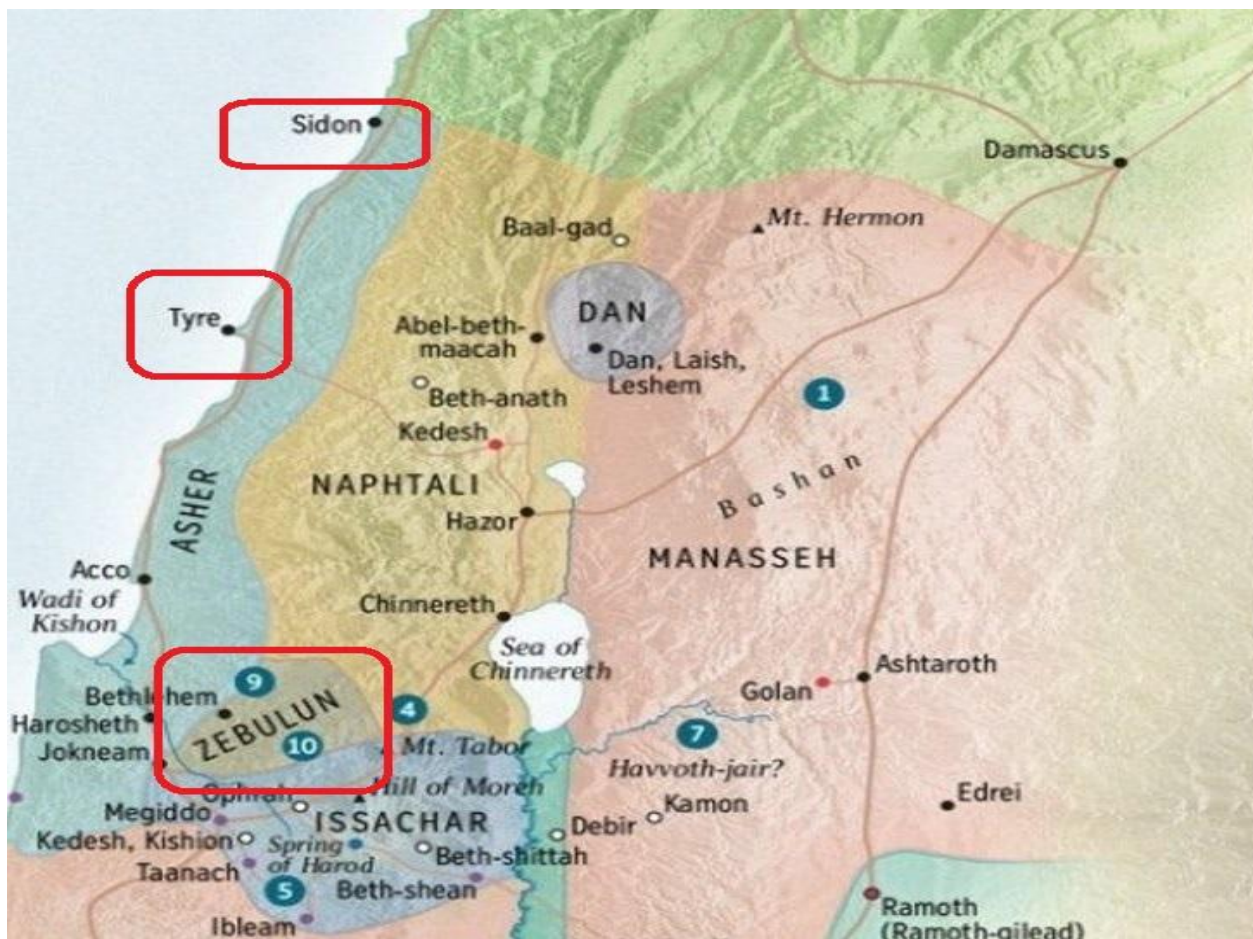 Sidon
Damascus
Mt. Hermon
Baal-gad
DAN
Tyre
Abel-beth-
maacah
Dan, Laish,
Leshem
Beth-anath
1
Kedesh
NAPHTALI
Bashan
ASHER
Hazor
MANASSEH
Acco
Wadi of
Kishon
Chinnereth
Sea of
Chinnereth
Ashtaroth
Golan
9
Bethlehem
4
Harosheth
ZEBULUN
10
7
Jokneam
Mt. Tabor
Havvoth-jair?
Hill of Moreh
Ophrah
Kamon
Edrei
Megiddo
ISSACHAR
Debir
Kedesh, Kishion
Spring
of Harod
Beth-shittah
Taanach
5
Beth-shean
Ibleam
Ramoth
(Ramoth-gilead)